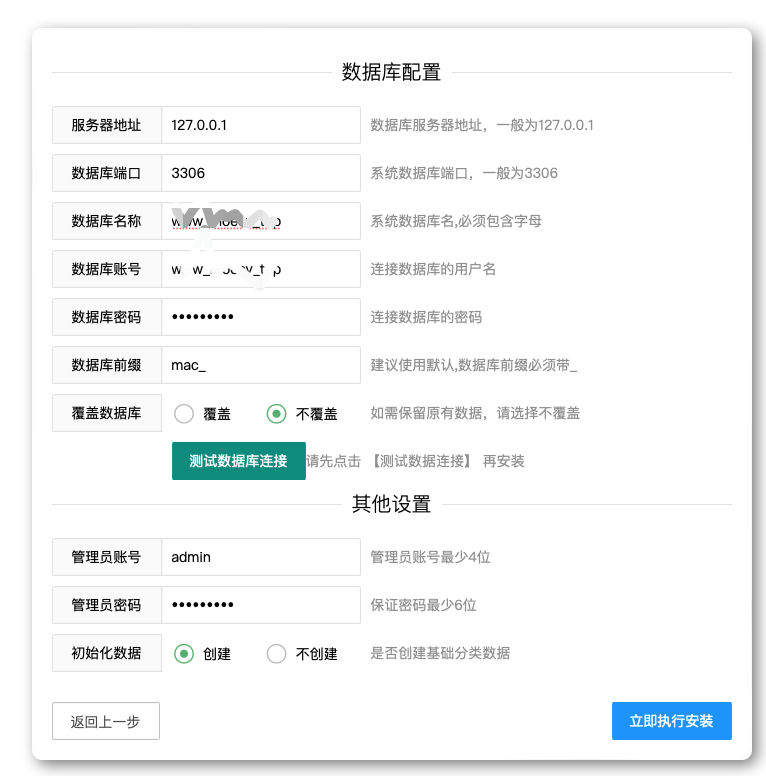 数据库配置
服务器地址 127.0.0.1 数据库服务器地址，一般为127.0.0.1
数据库端口 3306 系统数据库端口，一般为3306
数据库名称 系统数据库名,必须包含字母
数据库账号 连接数据库的用户名
数据库密码 ••••••••• 连接数据库的密码
数据库前缀 mac_ 建议使用默认,数据库前缀必须带_
覆盖数据库 覆盖 不覆盖 如需保留原有数据，请选择不覆盖
测试数据库连接 请先点击 【测试数据连接】 再安装
其他设置
管理员账号 admin 管理员账号最少4位
管理员密码 ••••••••• 保证密码最少6位
初始化数据 创建 不创建 是否创建基础分类数据
返回上一步 立即执行安装